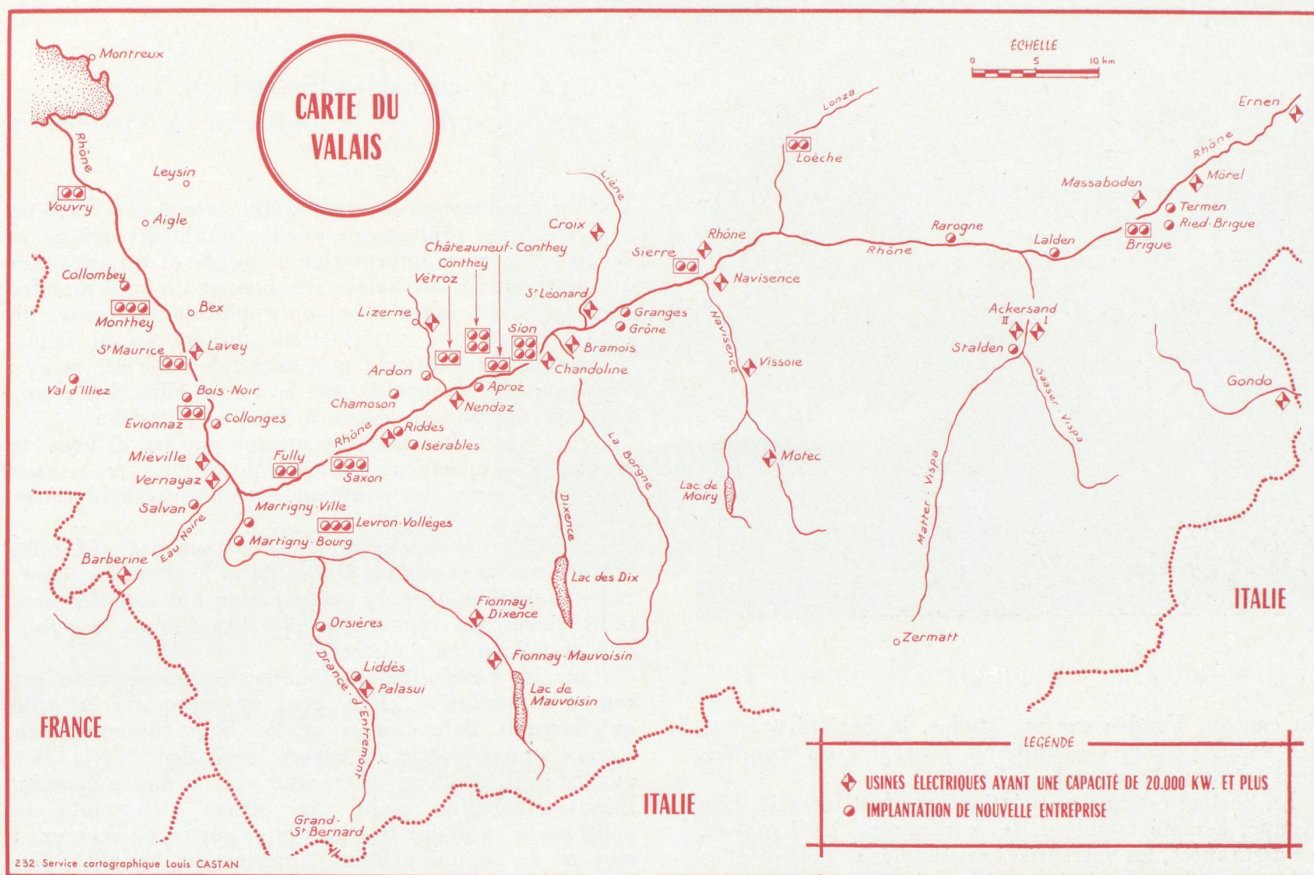 CARTE DU
VALAIS
ÉCHELLE
0 5 10 km
Montreux
Rhône
Leysin
Vouvry
Aigle
Collombey
Monthey
Bex
St Maurice
Lavey
Val d'Illiez
Bois-Noir
Evionnaz
Collonges
Miéville
Vernayaz
Salvan
Eau Noire
Barberine
Martigny-Ville
Martigny-Bourg
Levron-Vollèges
Fully
Saxon
Rhône
Riddes
Isérables
Chamoson
Ardon
Nendaz
Aproz
Lizerne
Vétroz
Conthey
Châteauneuf-Conthey
Sion
Chandoline
Bramois
St Léonard
Croix
Liène
Granges
Grône
Sierre
Rhône
Navisence
Navisence
Vissoie
Motec
Lac de
Moiry
Loèche
Lonza
Rhône
Rarogne
Lalden
Brigue
Massaboden
Termen
Ried-Brigue
Mörel
Rhône
Ernen
Ackersand
II I
Stalden
Saaser-Vispa
Matter-Vispa
Zermatt
Gondo
Dixence
La Borgne
Lac des Dix
Fionnay-
Dixence
Fionnay-Mauvoisin
Lac de
Mauvoisin
Orsières
Liddès
Palasui
Drance-d'Entremont
Grand-
St Bernard
FRANCE
ITALIE
ITALIE
LÉGENDE
USINES ÉLECTRIQUES AYANT UNE CAPACITÉ DE 20.000 KW. ET PLUS
IMPLANTATION DE NOUVELLE ENTREPRISE
232. Service cartographique Louis CASTAN